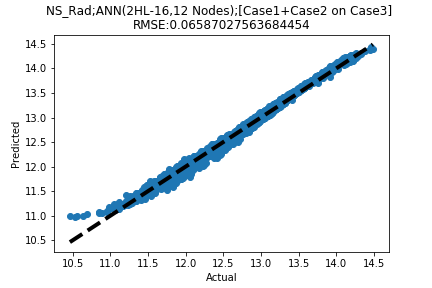 NS_Rad;ANN(2HL-16,12 Nodes);[Case1+Case2 on Case3]
RMSE:0.06587027563684454
14.5
14.0
13.5
13.0
12.5
12.0
11.5
11.0
10.5
Predicted
10.5 11.0 11.5 12.0 12.5 13.0 13.5 14.0 14.5
Actual